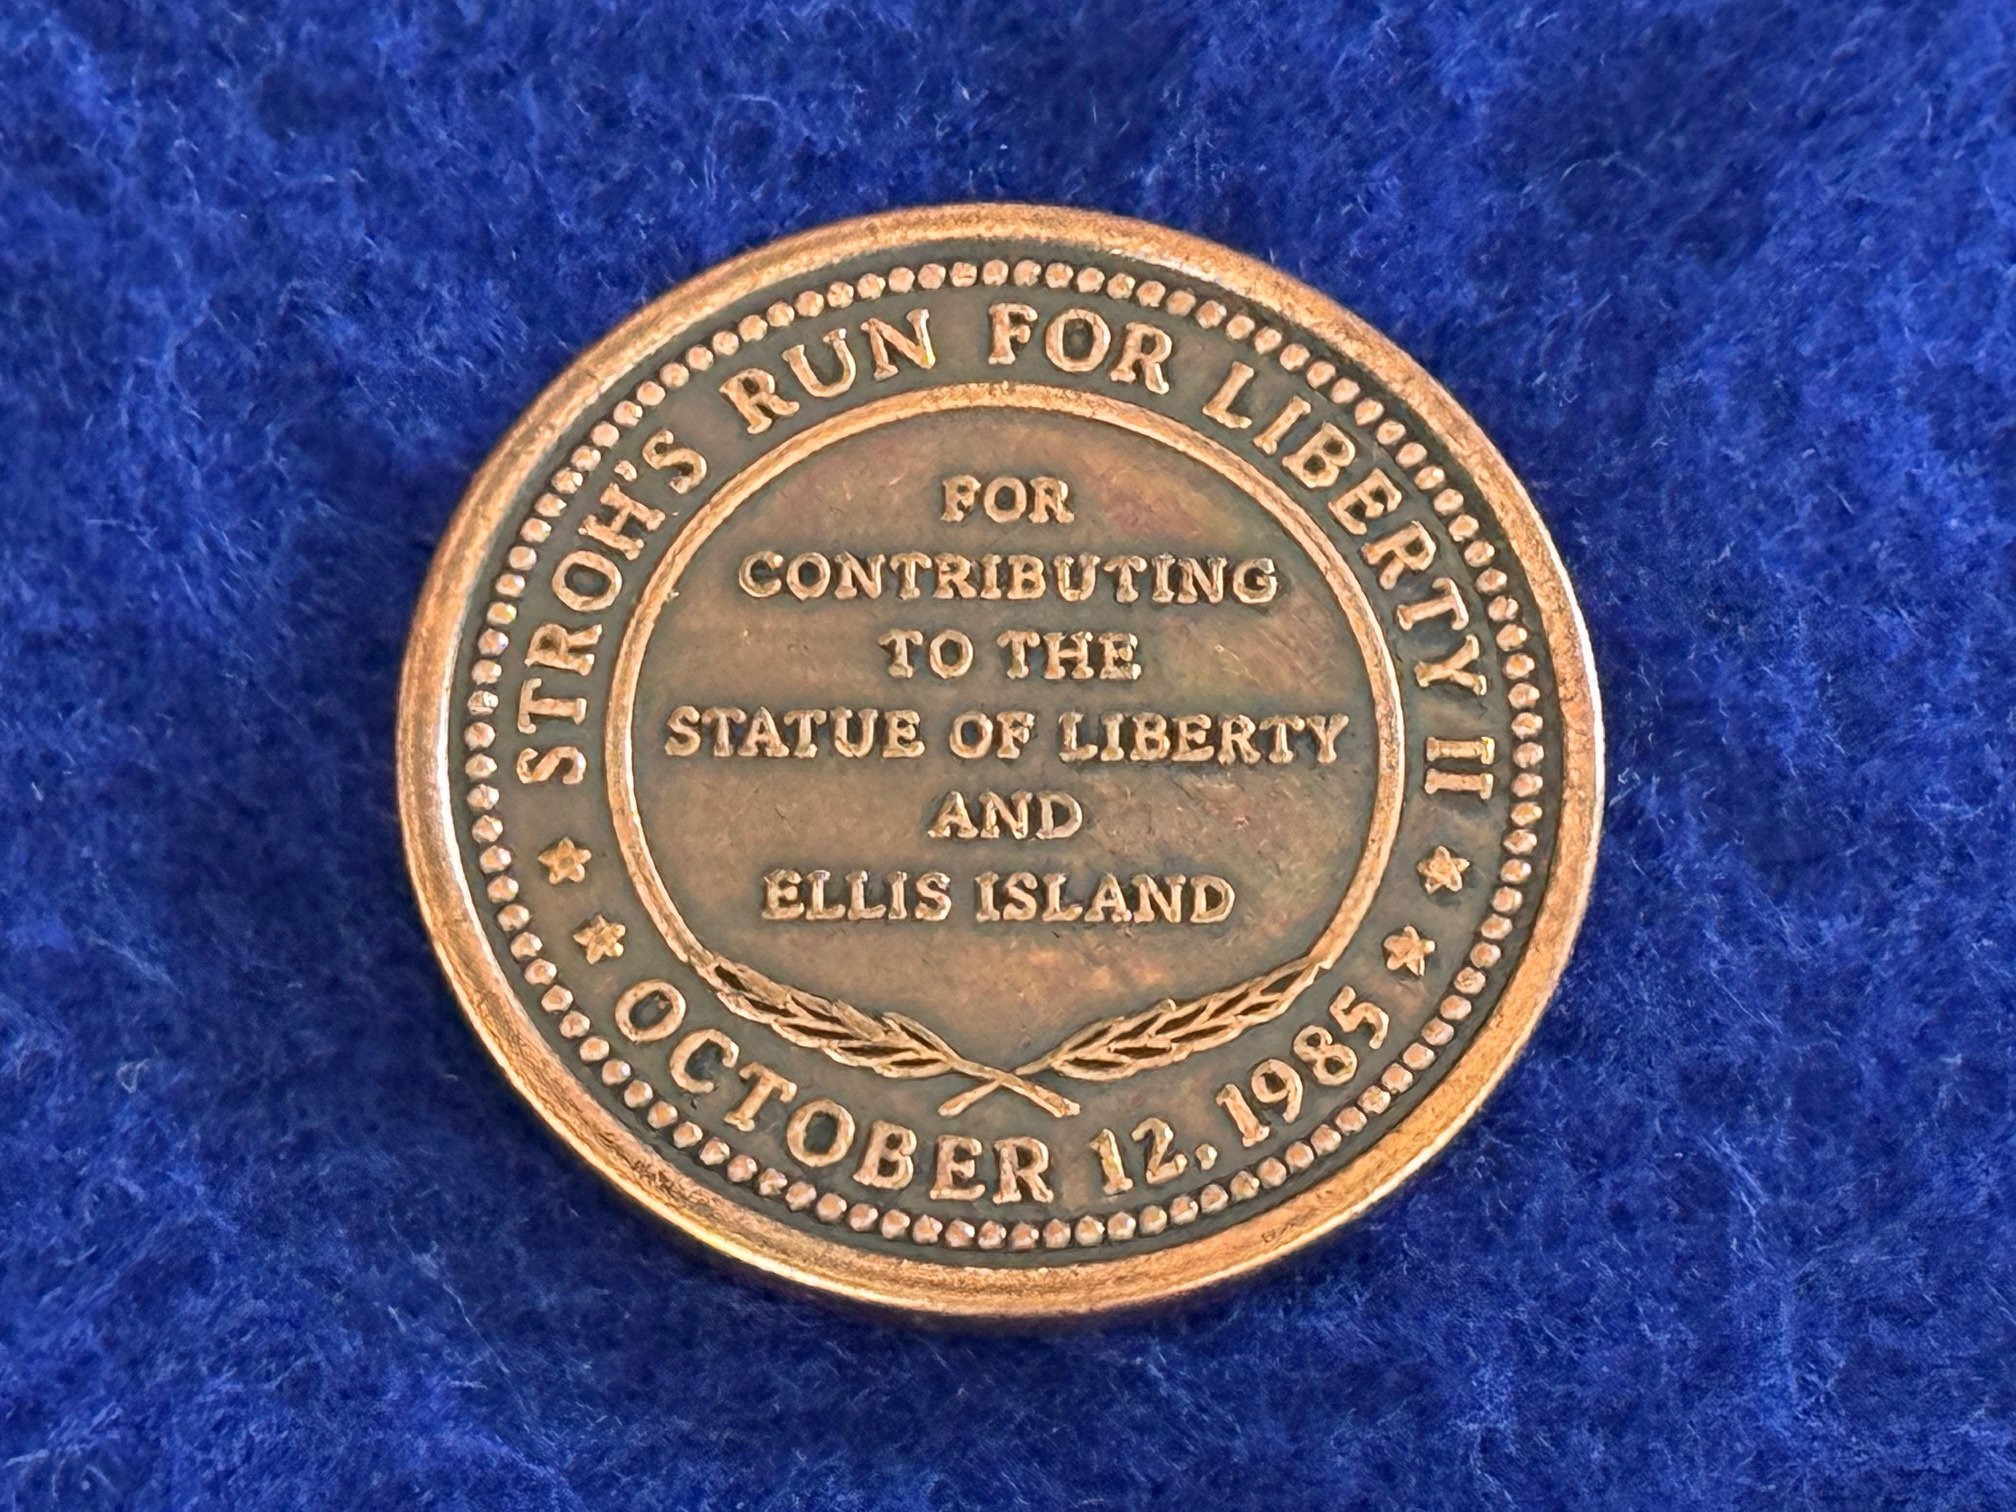 STROH'S RUN FOR LIBERTY II
FOR
CONTRIBUTING
TO THE
STATUE OF LIBERTY
AND
ELLIS ISLAND
OCTOBER 12, 1985